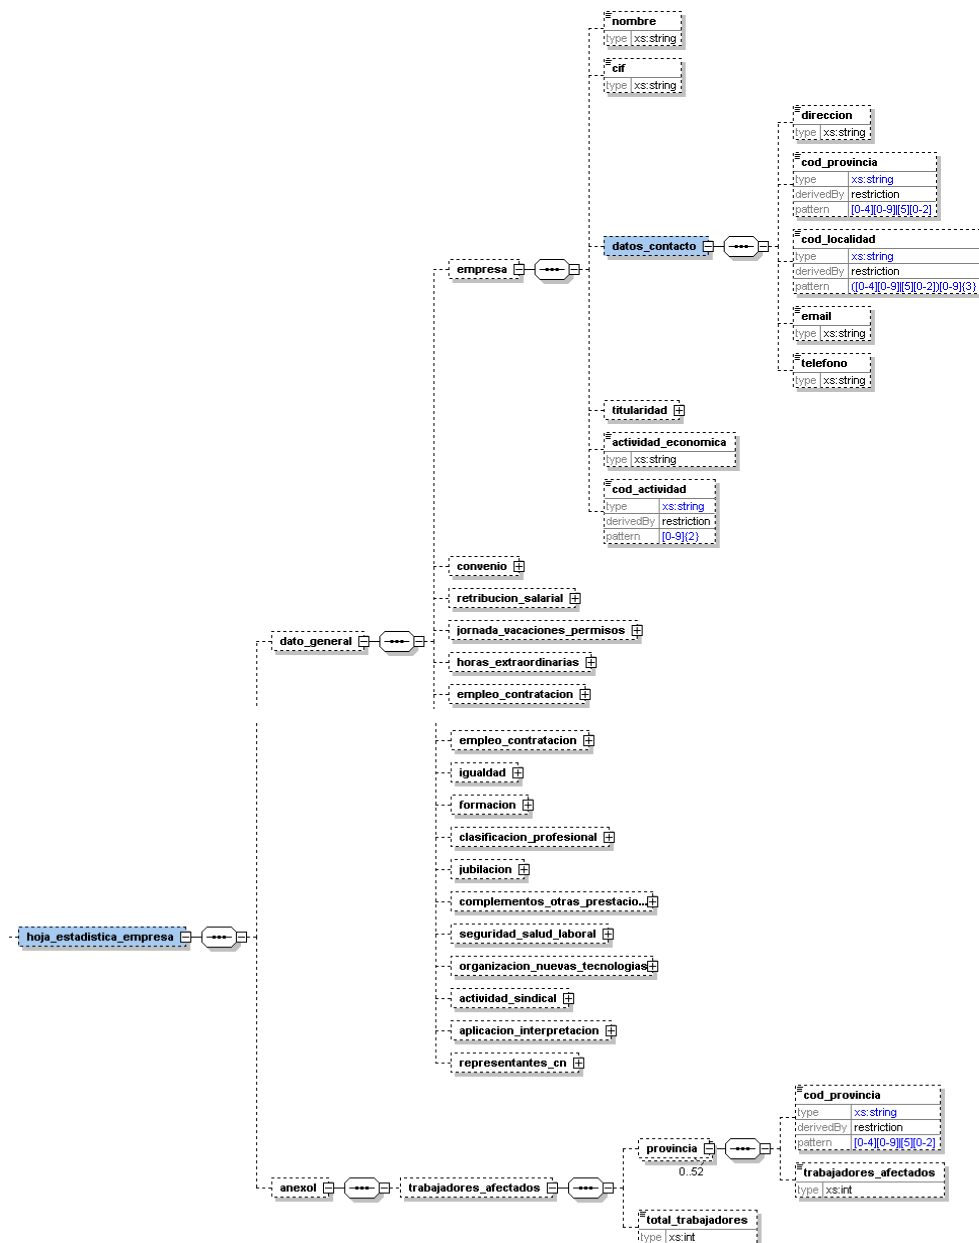 nombre
type xs:string
cif
type xs:string
direccion
type xs:string
cod_provincia
type xs:string
derivedBy restriction
pattern [0-4][0-9]|[5][0-2]
datos_contacto
cod_localidad
type xs:string
derivedBy restriction
pattern ([0-4][0-9]|[5][0-2])[0-9]{3}
empresa
email
type xs:string
telefono
type xs:string
titularidad
actividad_economica
type xs:string
cod_actividad
type xs:string
derivedBy restriction
pattern [0-9]{2}
convenio
retribucion_salarial
jornada_vacaciones_permisos
dato_general
horas_extraordinarias
empleo_contratacion
empleo_contratacion
igualdad
formacion
clasificacion_profesional
jubilacion
complementos_otras_prestacio...
seguridad_salud_laboral
hoja_estadistica_empresa
organizacion_nuevas_tecnologias
actividad_sindical
aplicacion_interpretacion
representantes_cn
cod_provincia
type xs:string
derivedBy restriction
pattern [0-4][0-9]|[5][0-2]
provincia
0..52
trabajadores_afectados
type xs:int
anexoI
trabajadores_afectados
total_trabajadores
type xs:int